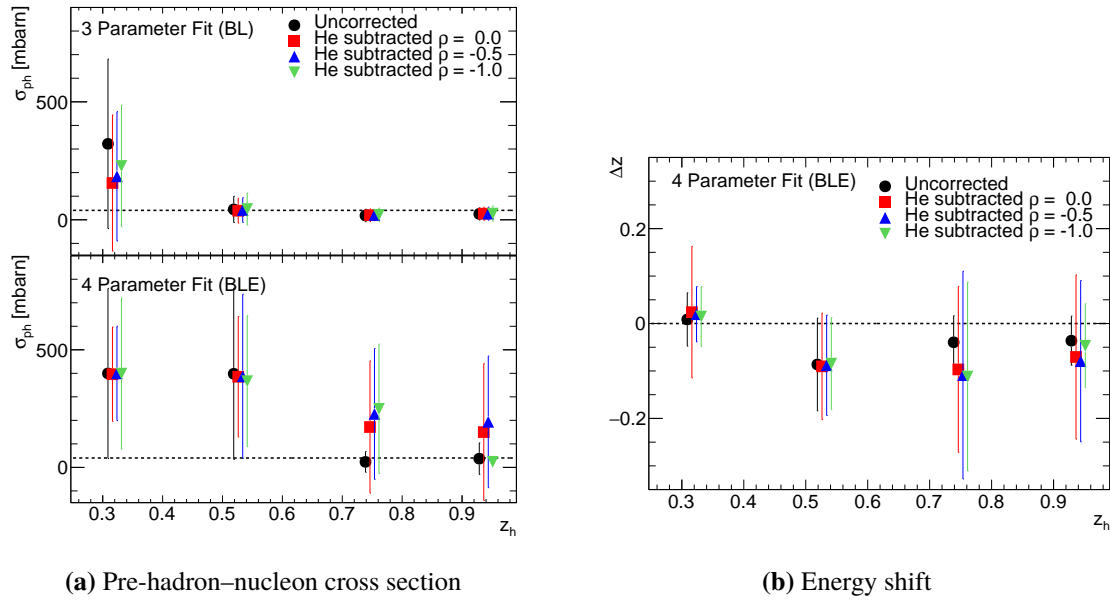 3 Parameter Fit (BL)
Uncorrected
He subtracted ρ = 0.0
He subtracted ρ = -0.5
He subtracted ρ = -1.0
σph [mbarn]
500
0
4 Parameter Fit (BLE)
σph [mbarn]
500
0
0.3 0.4 0.5 0.6 0.7 0.8 0.9
zh
(a) Pre-hadron–nucleon cross section
4 Parameter Fit (BLE)
Uncorrected
He subtracted ρ = 0.0
He subtracted ρ = -0.5
He subtracted ρ = -1.0
Δz
0.2
0
−0.2
0.3 0.4 0.5 0.6 0.7 0.8 0.9
zh
(b) Energy shift